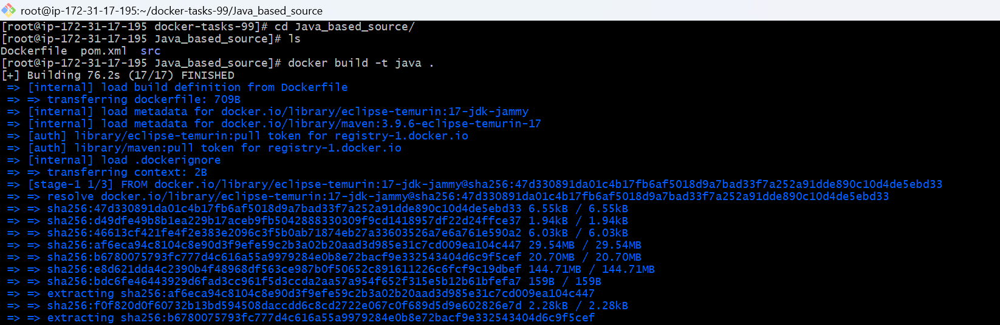 root@ip-172-31-17-195:~/docker-tasks-99/Java_based_source
[root@ip-172-31-17-195 docker-tasks-99]# cd Java_based_source/
[root@ip-172-31-17-195 Java_based_source]# ls
Dockerfile  pom.xml  src
[root@ip-172-31-17-195 Java_based_source]# docker build -t java .
[+] Building 76.2s (17/17) FINISHED
=> [internal] load build definition from Dockerfile
=> => transferring dockerfile: 709B
=> [internal] load metadata for docker.io/library/eclipse-temurin:17-jdk-jammy
=> [internal] load metadata for docker.io/library/maven:3.9.6-eclipse-temurin-17
=> [auth] library/eclipse-temurin:pull token for registry-1.docker.io
=> [auth] library/maven:pull token for registry-1.docker.io
=> [internal] load .dockerignore
=> => transferring context: 2B
=> [stage-1 1/3] FROM docker.io/library/eclipse-temurin:17-jdk-jammy@sha256:47d330891da01c4b17fb6af5018d9a7bad33f7a252a91dde890c10d4de5ebd33
=> => resolve docker.io/library/eclipse-temurin:17-jdk-jammy@sha256:47d330891da01c4b17fb6af5018d9a7bad33f7a252a91dde890c10d4de5ebd33
=> => sha256:47d330891da01c4b17fb6af5018d9a7bad33f7a252a91dde890c10d4de5ebd33 6.55kB / 6.55kB
=> => sha256:d49dfe49b8b1ea229b17aceb9fb5042888330309f9cd1418957df22d24ffce37 1.94kB / 1.94kB
=> => sha256:46613cf421fe4f2e383e2096c3f5b0ab71874eb27a33603526a7e6a761e590a2 6.03kB / 6.03kB
=> => sha256:af6eca94c8104c8e90d3f9efe59c2b3a02b20aad3d985e31c7cd009ea104c447 29.54MB / 29.54MB
=> => sha256:b6780075793fc777d4c616a55a9979284e0b8e72bacf9e332543404d6c9f5cef 20.70MB / 20.70MB
=> => sha256:e8d621dda4c2390b4f48968df563ce987b0f50652c891611226c6fcf9c19dbef 144.71MB / 144.71MB
=> => sha256:bdc6fe46443929d6fad3cc961f5d3ccda2aa57a954f652f315e5b12b61bfefa7 159B / 159B
=> => extracting sha256:af6eca94c8104c8e90d3f9efe59c2b3a02b20aad3d985e31c7cd009ea104c447
=> => sha256:f0f820d0f60732b13bd594508daccdd6c8cd2722e067c0f689d5d9e602826e7d 2.28kB / 2.28kB
=> => extracting sha256:b6780075793fc777d4c616a55a9979284e0b8e72bacf9e332543404d6c9f5cef